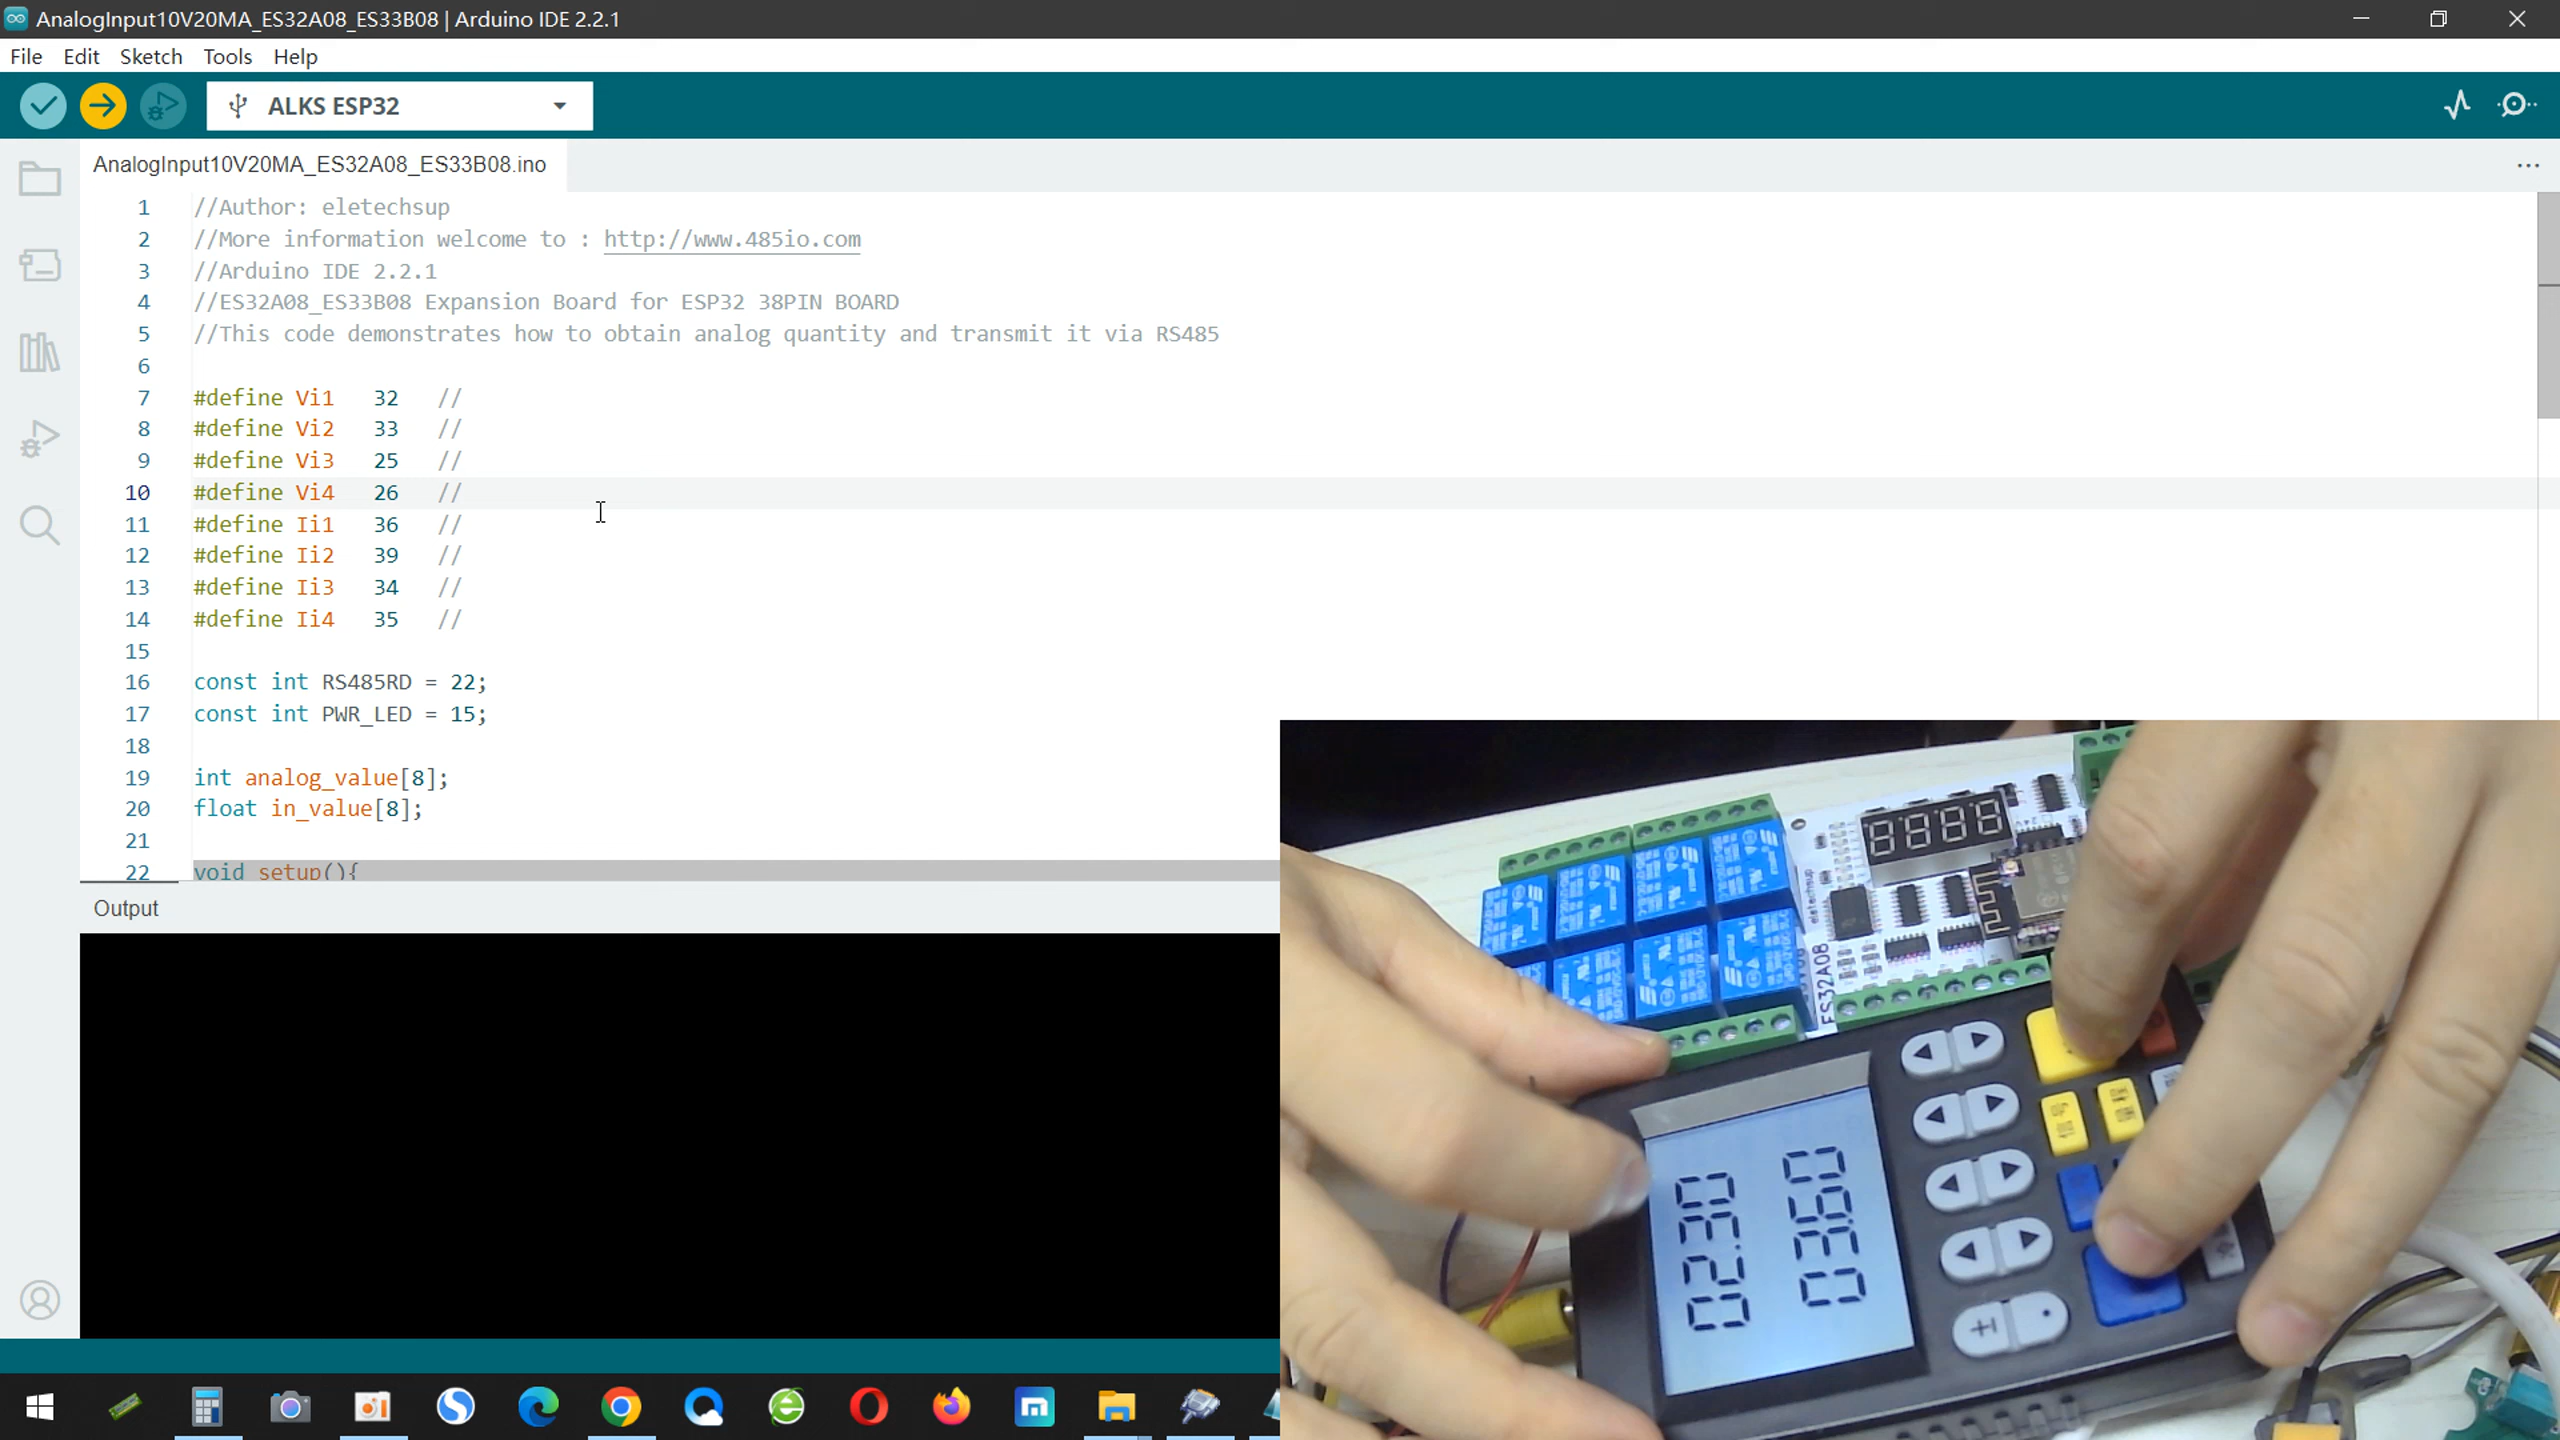 AnalogInput10V20MA_ES32A08_ES33B08 | Arduino IDE 2.2.1
File Edit Sketch Tools Help
ALKS ESP32
AnalogInput10V20MA_ES32A08_ES33B08.ino
1 //Author: eletechsup
2 //More information welcome to : http://www.485io.com
3 //Arduino IDE 2.2.1
4 //ES32A08_ES33B08 Expansion Board for ESP32 38PIN BOARD
5 //This code demonstrates how to obtain analog quantity and transmit it via RS485
6
7 #define Vi1 32 //
8 #define Vi2 33 //
9 #define Vi3 25 //
10 #define Vi4 26 //
11 #define Ii1 36 //
12 #define Ii2 39 //
13 #define Ii3 34 //
14 #define Ii4 35 //
15
16 const int RS485RD = 22;
17 const int PWR_LED = 15;
18
19 int analog_value[8];
20 float in_value[8];
21
22 void setup(){
Output
8888
eletechsup
ES32A08
02.30
03.60